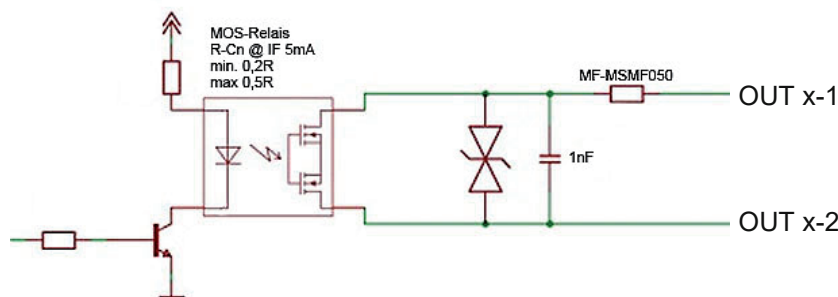 MOS-Relais
R-Cn @ IF 5mA
min. 0,2R
max 0,5R
MF-MSMF050
OUT x-1
1nF
OUT x-2